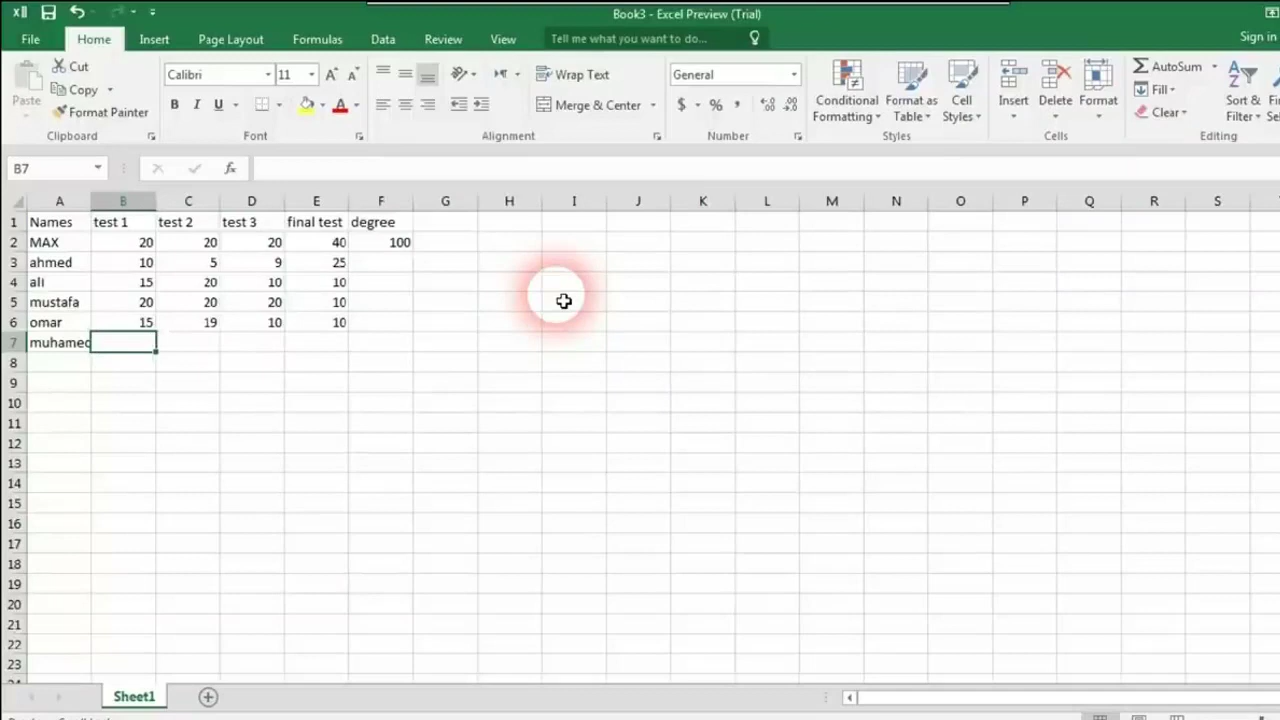 Book3 - Excel Preview (Trial)
File Home Insert Page Layout Formulas Data Review View Tell me what you want to do... Sign in
Paste Cut Copy Format Painter
Calibri 11
B I U A
Wrap Text
Merge & Center
General
$ % ,
Conditional Formatting Format as Table Cell Styles
Insert Delete Format
AutoSum
Fill
Clear
Sort & Filter
Clipboard Font Alignment Number Styles Cells Editing
B7 fx
A B C D E F G H I J K L M N O P Q R S
1 Names test 1 test 2 test 3 final test degree
2 MAX 20 20 20 40 100
3 ahmed 10 5 9 25
4 ali 15 20 10 10
5 mustafa 20 20 20 10
6 omar 15 19 10 10
7 muhamed
8
9
10
11
12
13
14
15
16
17
18
19
20
21
22
23
Sheet1